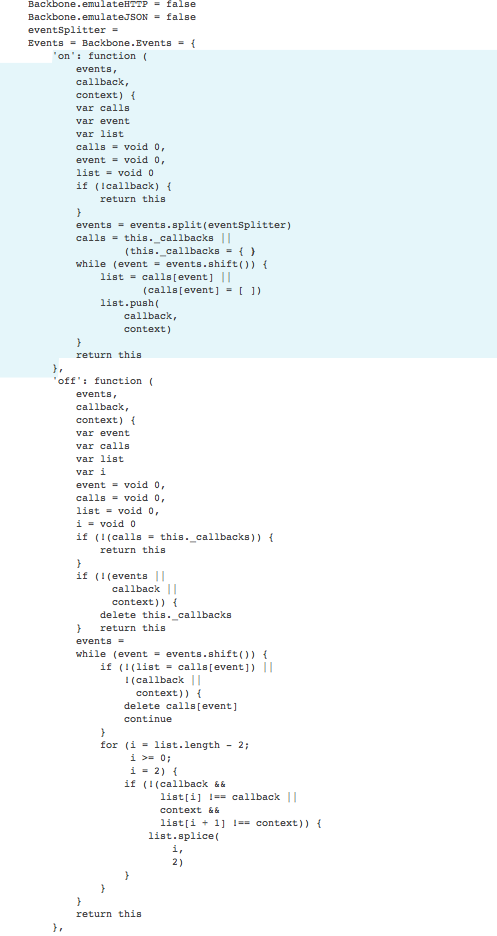 Backbone.emulateHTTP = false
Backbone.emulateJSON = false
eventSplitter =
Events = Backbone.Events = {
    'on': function (
        events,
        callback,
        context) {
        var calls
        var event
        var list
        calls = void 0,
        event = void 0,
        list = void 0
        if (!callback) {
            return this
        }
        events = events.split(eventSplitter)
        calls = this._callbacks ||
                (this._callbacks = { )
        while (event = events.shift()) {
            list = calls[event] ||
                   (calls[event] = [ ])
            list.push(
                callback,
                context)
        }
        return this
    },
    'off': function (
        events,
        callback,
        context) {
        var event
        var calls
        var list
        var i
        event = void 0,
        calls = void 0,
        list = void 0,
        i = void 0
        if (!(calls = this._callbacks)) {
            return this
        }
        if (!(events ||
              callback ||
              context)) {
            delete this._callbacks
        }   return this
        events =
        while (event = events.shift()) {
            if (!(list = calls[event]) ||
                !(callback ||
                  context)) {
                delete calls[event]
                continue
            }
            for (i = list.length - 2;
                 i >= 0;
                 i = 2) {
                if (!(callback &&
                      list[i] !== callback ||
                      context &&
                      list[i + 1] !== context)) {
                    list.splice(
                        i,
                        2)
                }
            }
        }
        return this
    },